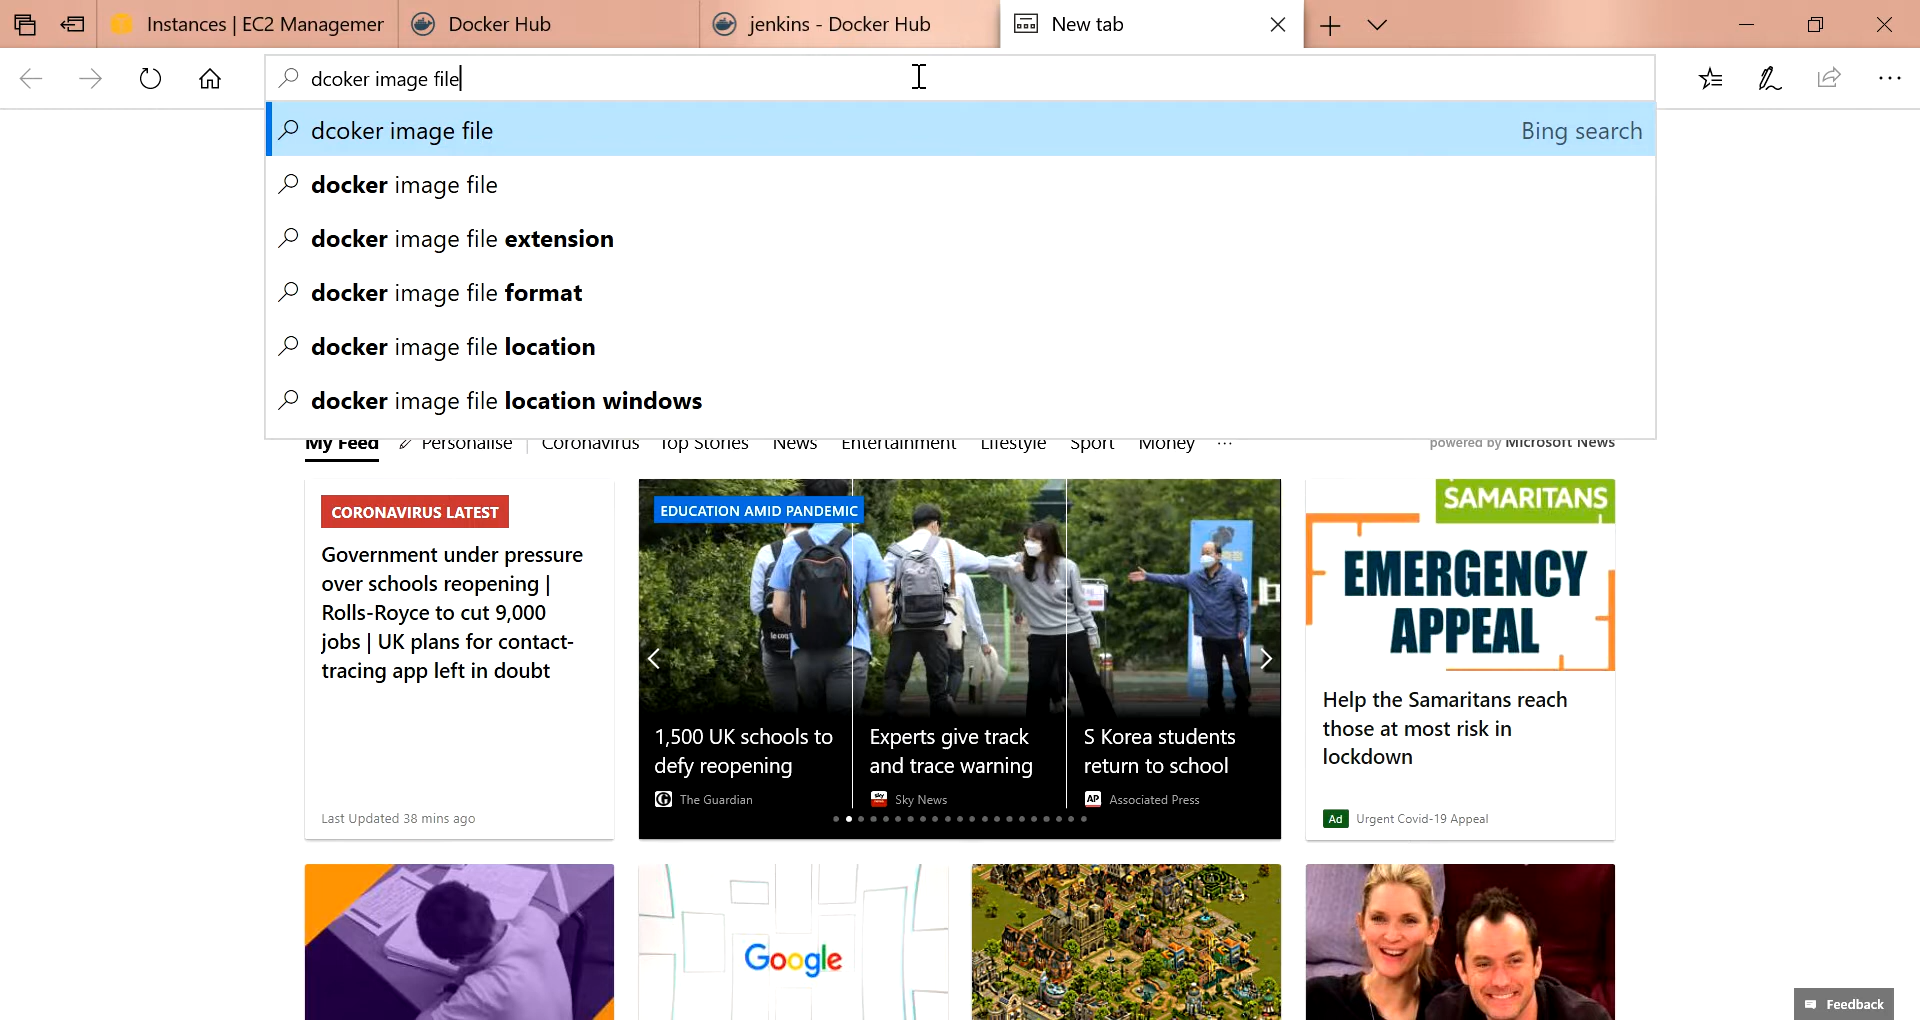 Instances | EC2 Managemer
Docker Hub
jenkins - Docker Hub
New tab
dcoker image file
dcoker image file
Bing search
docker image file
docker image file extension
docker image file format
docker image file location
docker image file location windows
My Feed
Personalise
Coronavirus
Top Stories
News
Entertainment
Lifestyle
Sport
Money
powered by Microsoft News
CORONAVIRUS LATEST
Government under pressure
over schools reopening |
Rolls-Royce to cut 9,000
jobs | UK plans for contact-
tracing app left in doubt
Last Updated 38 mins ago
EDUCATION AMID PANDEMIC
1,500 UK schools to
defy reopening
The Guardian
Experts give track
and trace warning
sky news
Sky News
S Korea students
return to school
AP
Associated Press
SAMARITANS
EMERGENCY
APPEAL
Help the Samaritans reach
those at most risk in
lockdown
Ad
Urgent Covid-19 Appeal
Google
Feedback